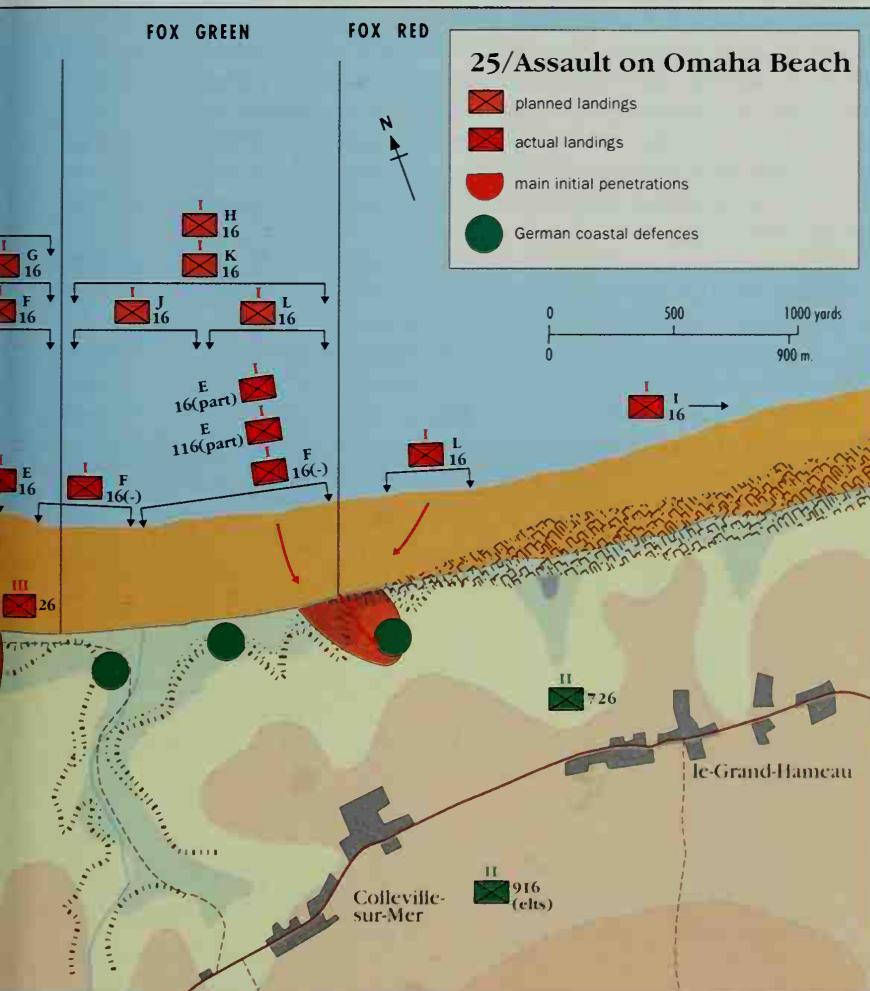 FOX GREEN
FOX RED
25/Assault on Omaha Beach
planned landings
actual landings
main initial penetrations
German coastal defences
N
I
H
16
I
K
16
I
G
16
I
F
16
I
J
16
I
L
16
0 500 1000 yards
0 900 m.
I
E
16(part)
I
E
116(part)
I
F
16(-)
I
L
16
I
I
16
I
E
16
I
F
16(-)
III
26
II
726
le-Grand-Hameau
Colleville-
sur-Mer
II
916
(elts)